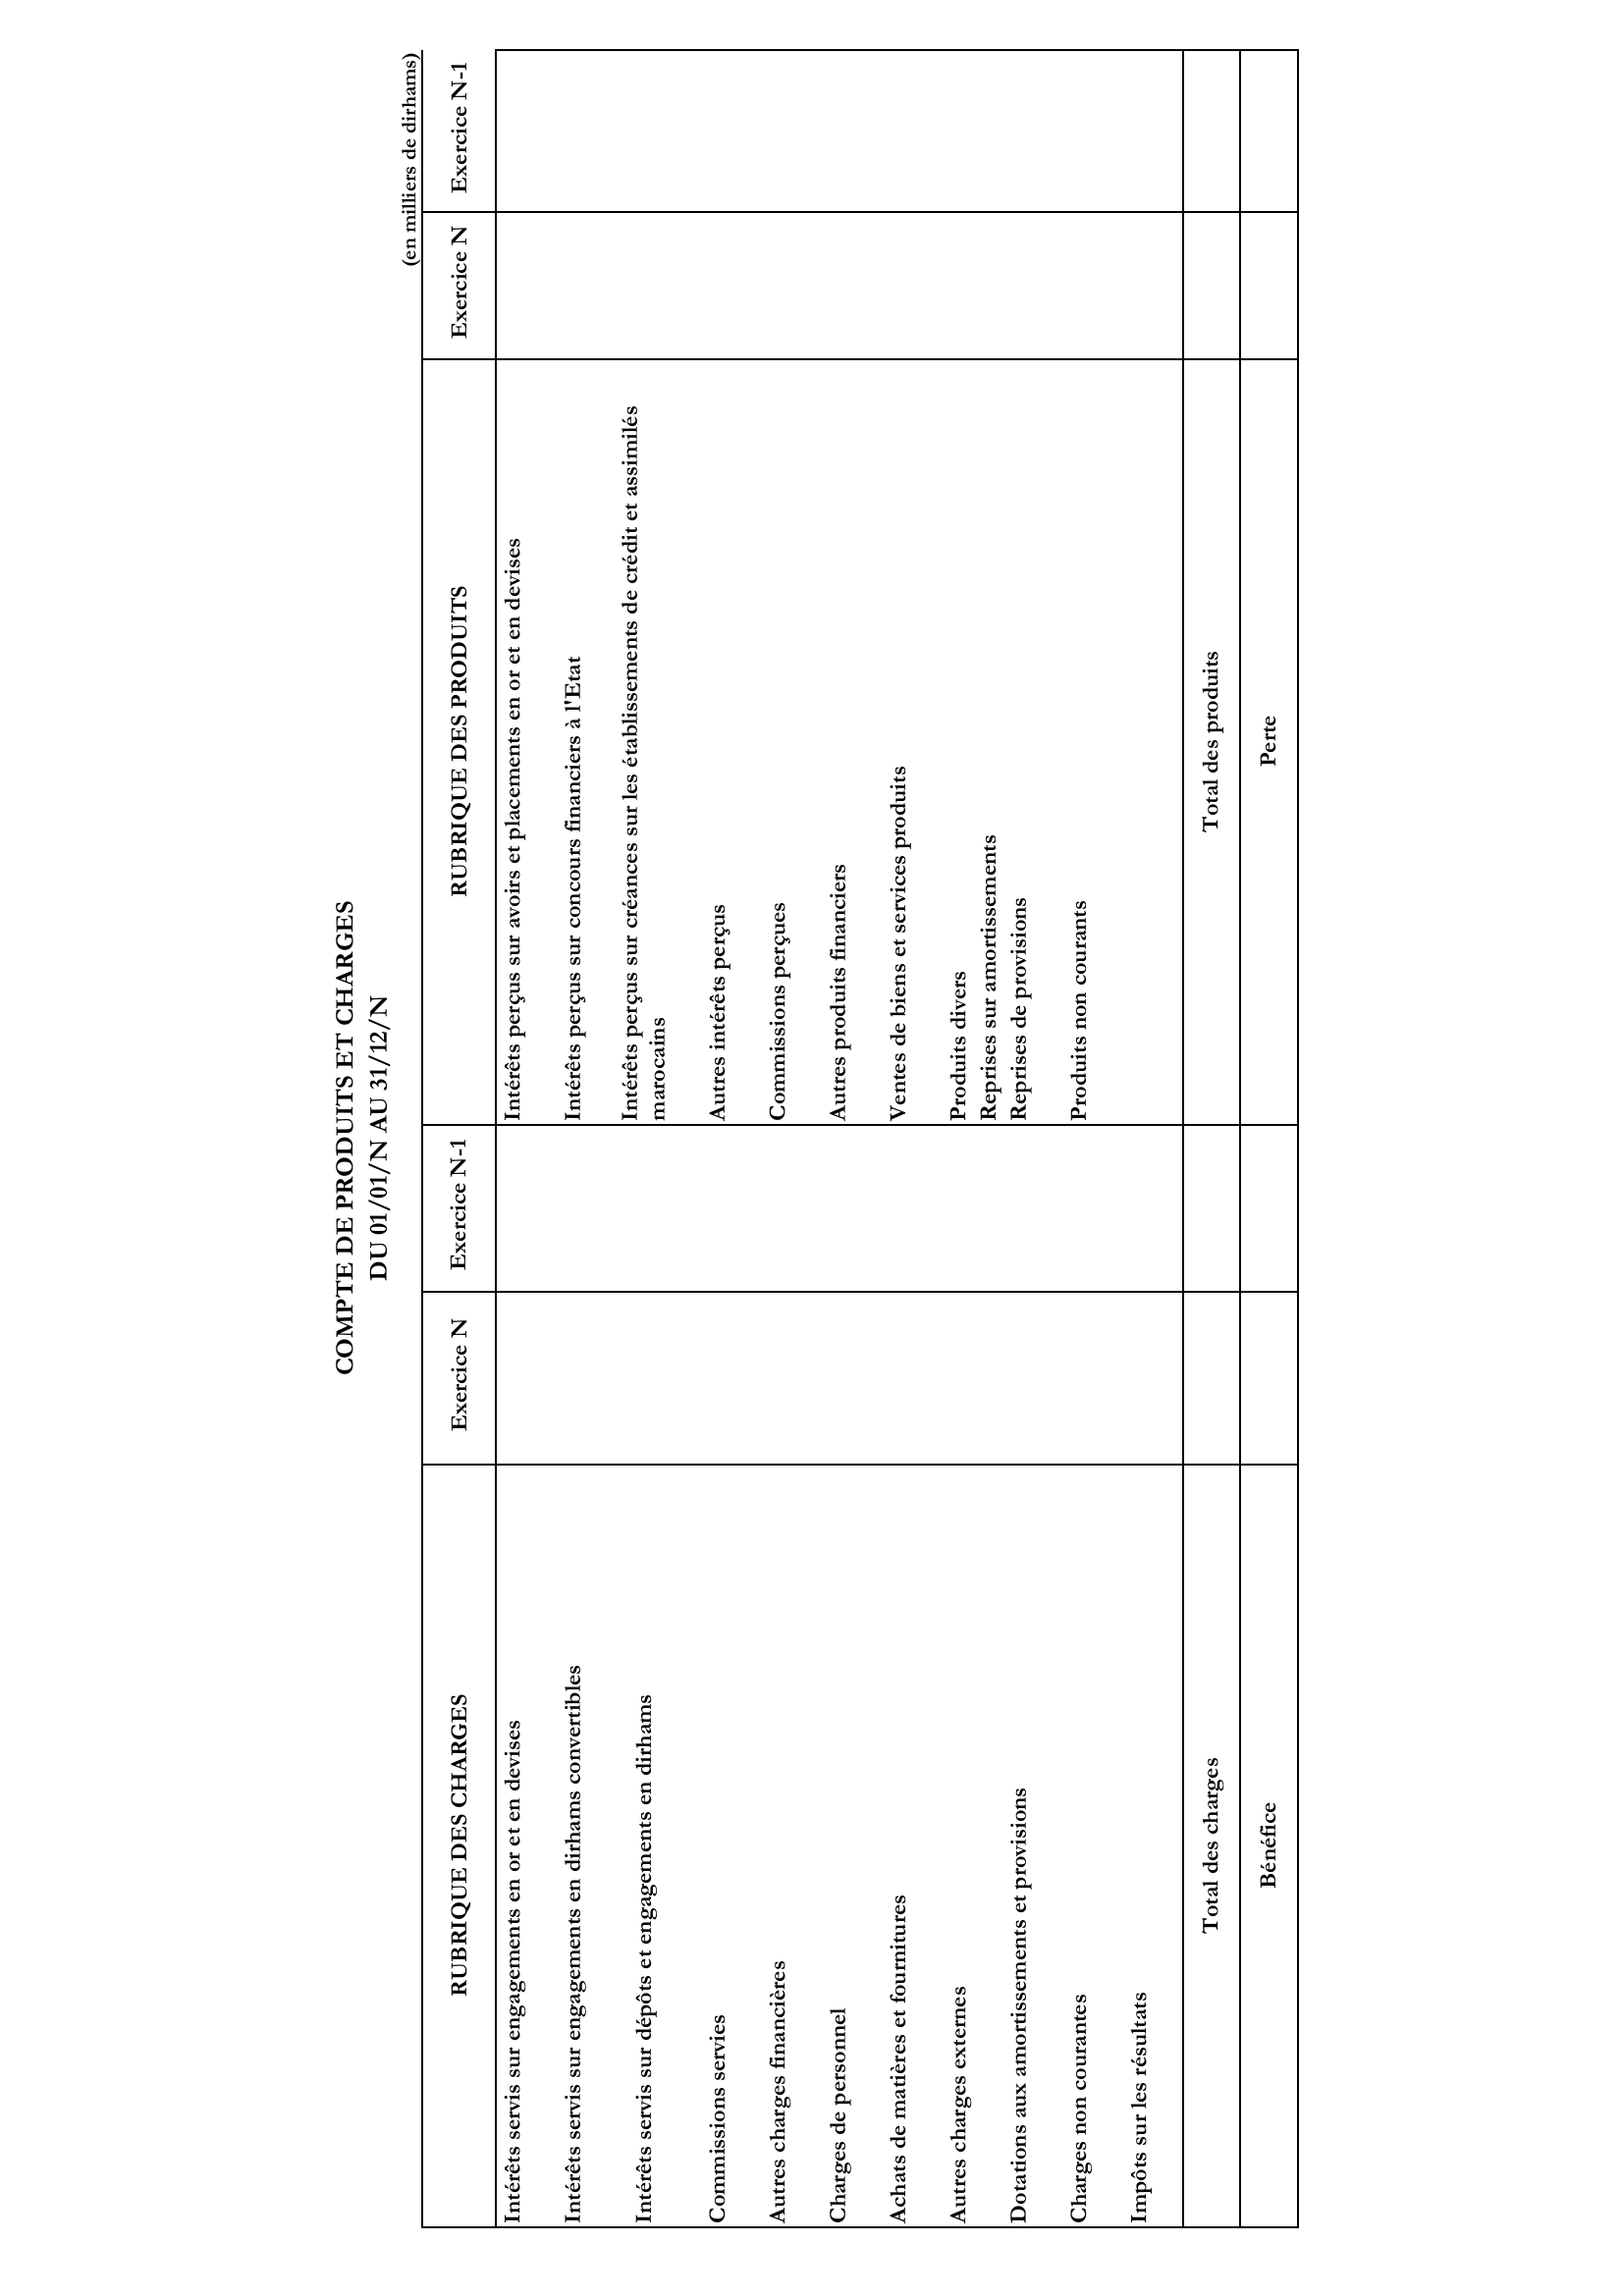 COMPTE DE PRODUITS ET CHARGES
DU 01/01/N AU 31/12/N
(en milliers de dirhams)
RUBRIQUE DES CHARGES Exercice N Exercice N-1 RUBRIQUE DES PRODUITS Exercice N Exercice N-1
Intérêts servis sur engagements en or et en devises
Intérêts servis sur engagements en dirhams convertibles
Intérêts servis sur dépôts et engagements en dirhams
Commissions servies
Autres charges financières
Charges de personnel
Achats de matières et fournitures
Autres charges externes
Dotations aux amortissements et provisions
Charges non courantes
Impôts sur les résultats
Intérêts perçus sur avoirs et placements en or et en devises
Intérêts perçus sur concours financiers à l'Etat
Intérêts perçus sur créances sur les établissements de crédit et assimilés
marocains
Autres intérêts perçus
Commissions perçues
Autres produits financiers
Ventes de biens et services produits
Produits divers
Reprises sur amortissements
Reprises de provisions
Produits non courants
Total des charges Total des produits
Bénéfice Perte